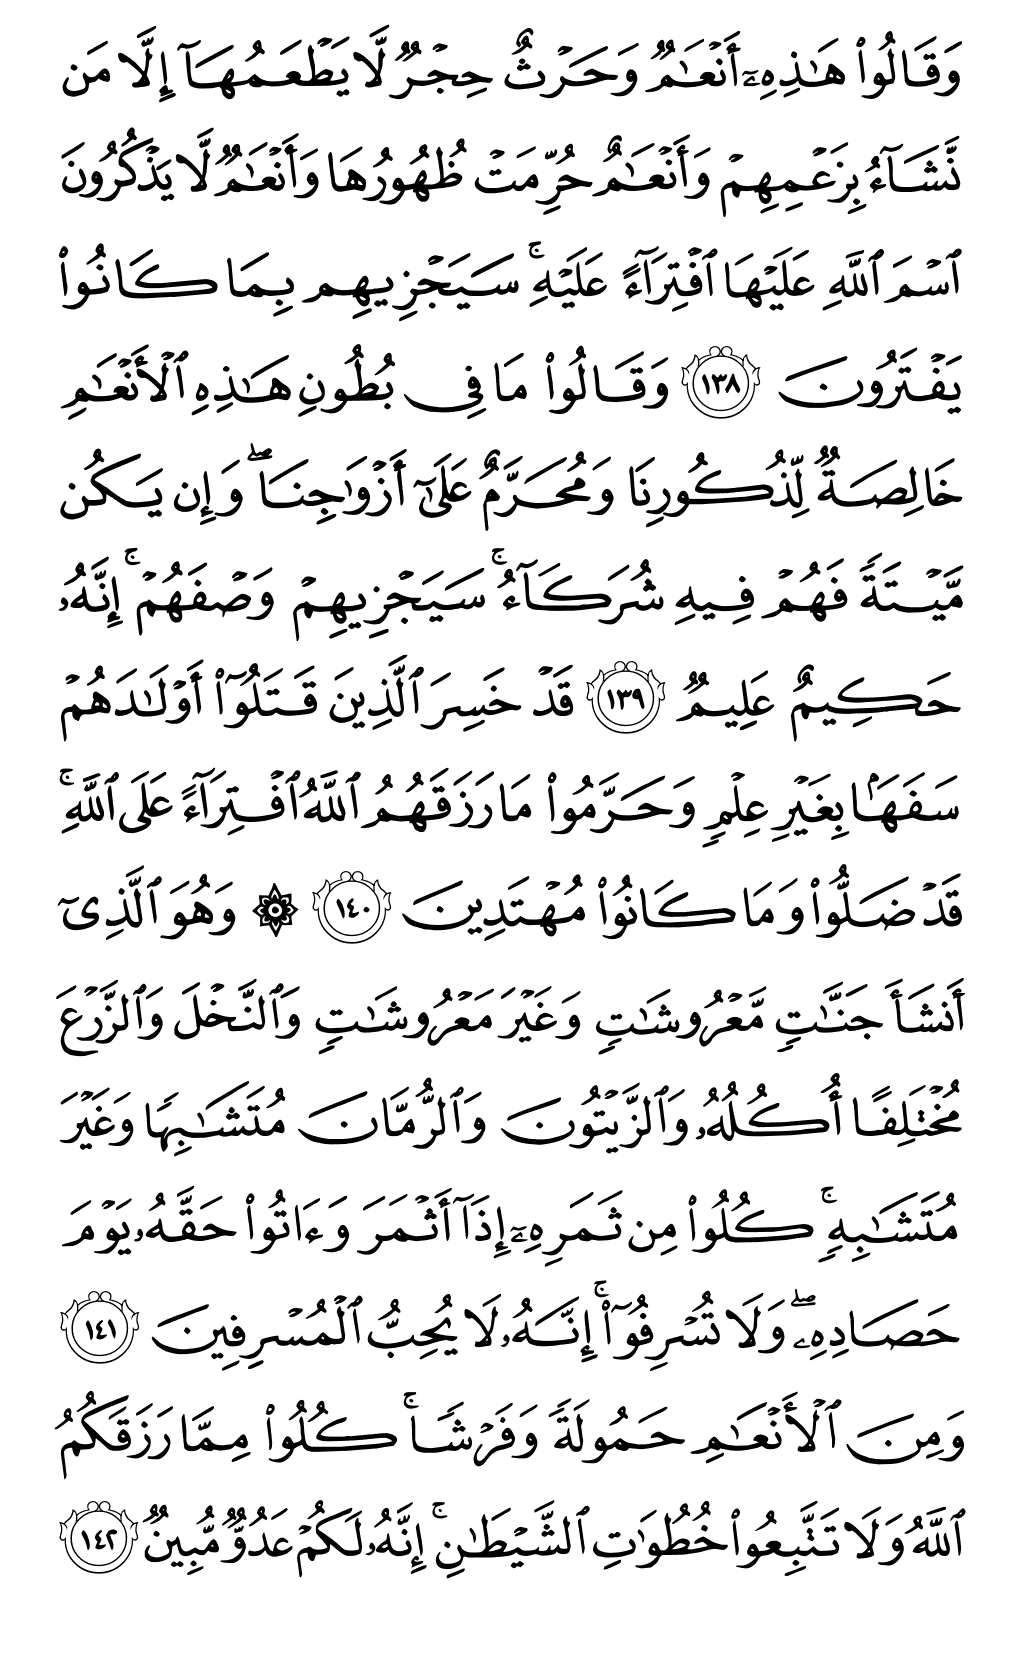 وَقَالُوا۟ هَـٰذِهِۦٓ أَنْعَـٰمٌۭ وَحَرْثٌ حِجْرٌۭ لَّا يَطْعَمُهَآ إِلَّا مَن
نَّشَآءُ بِزَعْمِهِمْ وَأَنْعَـٰمٌ حُرِّمَتْ ظُهُورُهَا وَأَنْعَـٰمٌۭ لَّا يَذْكُرُونَ
ٱسْمَ ٱللَّهِ عَلَيْهَا ٱفْتِرَآءً عَلَيْهِ ۚ سَيَجْزِيهِم بِمَا كَانُوا۟
يَفْتَرُونَ ١٣٨ وَقَالُوا۟ مَا فِى بُطُونِ هَـٰذِهِ ٱلْأَنْعَـٰمِ
خَالِصَةٌۭ لِّذُكُورِنَا وَمُحَرَّمٌ عَلَىٰٓ أَزْوَٰجِنَا ۖ وَإِن يَكُن
مَّيْتَةًۭ فَهُمْ فِيهِ شُرَكَآءُ ۚ سَيَجْزِيهِمْ وَصْفَهُمْ ۚ إِنَّهُۥ
حَكِيمٌ عَلِيمٌۭ ١٣٩ قَدْ خَسِرَ ٱلَّذِينَ قَتَلُوٓا۟ أَوْلَـٰدَهُمْ
سَفَهًۢا بِغَيْرِ عِلْمٍۢ وَحَرَّمُوا۟ مَا رَزَقَهُمُ ٱللَّهُ ٱفْتِرَآءً عَلَى ٱللَّهِ ۚ
قَدْ ضَلُّوا۟ وَمَا كَانُوا۟ مُهْتَدِينَ ١٤٠ ۞ وَهُوَ ٱلَّذِىٓ
أَنشَأَ جَنَّـٰتٍۢ مَّعْرُوشَـٰتٍۢ وَغَيْرَ مَعْرُوشَـٰتٍۢ وَٱلنَّخْلَ وَٱلزَّرْعَ
مُخْتَلِفًا أُكُلُهُۥ وَٱلزَّيْتُونَ وَٱلرُّمَّانَ مُتَشَـٰبِهًۭا وَغَيْرَ
مُتَشَـٰبِهٍۢ ۚ كُلُوا۟ مِن ثَمَرِهِۦٓ إِذَآ أَثْمَرَ وَءَاتُوا۟ حَقَّهُۥ يَوْمَ
حَصَادِهِۦ ۖ وَلَا تُسْرِفُوٓا۟ ۚ إِنَّهُۥ لَا يُحِبُّ ٱلْمُسْرِفِينَ ١٤١
وَمِنَ ٱلْأَنْعَـٰمِ حَمُولَةًۭ وَفَرْشًۭا ۚ كُلُوا۟ مِمَّا رَزَقَكُمُ
ٱللَّهُ وَلَا تَتَّبِعُوا۟ خُطُوَٰتِ ٱلشَّيْطَـٰنِ ۚ إِنَّهُۥ لَكُمْ عَدُوٌّۭ مُّبِينٌۭ ١٤٢